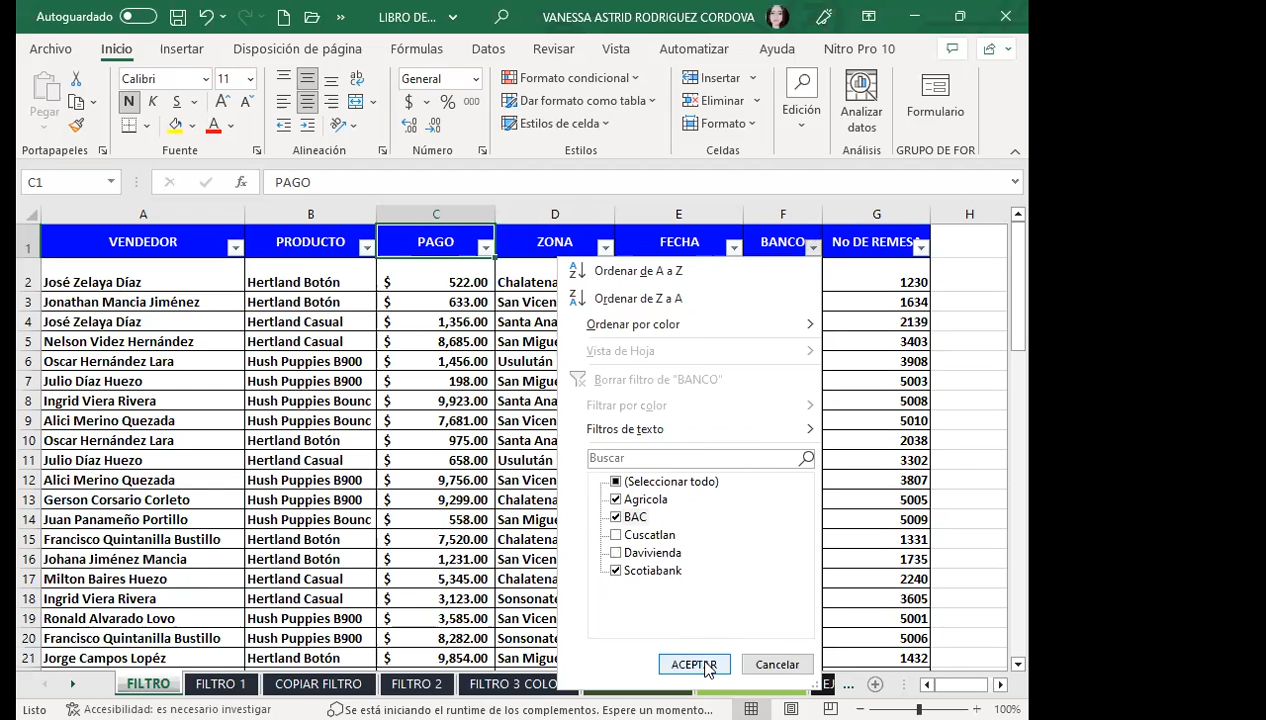 Autoguardado LIBRO DE... VANESSA ASTRID RODRIGUEZ CORDOVA
Archivo Inicio Insertar Disposición de página Fórmulas Datos Revisar Vista Automatizar Ayuda Nitro Pro 10
Pegar Calibri 11 General Formato condicional Insertar Edición Analizar datos Formulario
N K S $ % 000 Dar formato como tabla Eliminar
Estilos de celda Formato
Portapapeles Fuente Alineación Número Estilos Celdas Análisis GRUPO DE FOR
C1 fx PAGO
A B C D E F G H
1 VENDEDOR PRODUCTO PAGO ZONA FECHA BANCO No DE REMESA
2 José Zelaya Díaz Hertland Botón $ 522.00 Chalatena 1230
3 Jonathan Mancia Jiménez Hertland Botón $ 633.00 San Vicen 1634
4 José Zelaya Díaz Hertland Casual $ 1,356.00 Santa Ana 2139
5 Nelson Videz Hernández Hertland Casual $ 8,685.00 San Migue 3403
6 Oscar Hernández Lara Hush Puppies B900 $ 1,456.00 Usulután 3908
7 Julio Díaz Huezo Hush Puppies B900 $ 198.00 San Migue 5003
8 Ingrid Viera Rivera Hush Puppies Bounc $ 9,923.00 Chalatena 5008
9 Alici Merino Quezada Hush Puppies Bounc $ 7,681.00 San Vicen 5010
10 Oscar Hernández Lara Hertland Botón $ 975.00 Santa Ana 2038
11 Julio Díaz Huezo Hertland Casual $ 658.00 Usulután 3302
12 Alici Merino Quezada Hertland Casual $ 9,756.00 San Migue 3807
13 Gerson Corsario Corleto Hush Puppies B900 $ 9,299.00 Chalatena 5005
14 Juan Panameño Portillo Hush Puppies Bounc $ 558.00 San Migue 5009
15 Francisco Quintanilla Bustillo Hertland Botón $ 7,520.00 Chalatena 1331
16 Johana Jiménez Mancia Hertland Botón $ 1,231.00 San Vicen 1735
17 Milton Baires Huezo Hertland Casual $ 5,345.00 Chalatena 2240
18 Ingrid Viera Rivera Hertland Casual $ 3,123.00 Sonsonate 3605
19 Ronald Alvarado Lovo Hush Puppies B900 $ 3,585.00 San Vicen 5001
20 Francisco Quintanilla Bustillo Hush Puppies B900 $ 8,282.00 Sonsonate 5006
21 Jorge Campos Lopéz Hertland Botón $ 9,854.00 San Migue 1432
Ordenar de A a Z
Ordenar de Z a A
Ordenar por color
Vista de Hoja
Borrar filtro de "BANCO"
Filtrar por color
Filtros de texto
Buscar
(Seleccionar todo)
Agricola
BAC
Cuscatlan
Davivienda
Scotiabank
ACEPTAR Cancelar
FILTRO FILTRO 1 COPIAR FILTRO FILTRO 2 FILTRO 3 COLO ... EJ
Listo Accesibilidad: es necesario investigar Se está iniciando el runtime de los complementos. Espere un momento... 100%